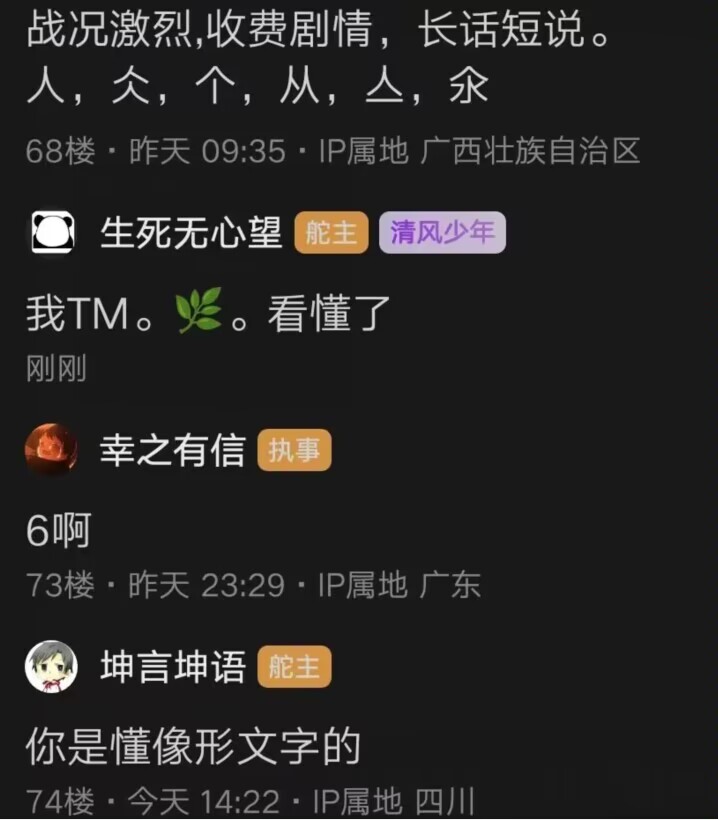 战况激烈,收费剧情，长话短说。
人，仌，个，从，亼，氽
68楼・昨天 09:35・IP属地 广西壮族自治区
生死无心望 舵主 清风少年
我TM。🌿。看懂了
刚刚
幸之有信 执事
6啊
73楼・昨天 23:29・IP属地 广东
坤言坤语 舵主
你是懂像形文字的
74楼・今天 14:22・IP属地 四川